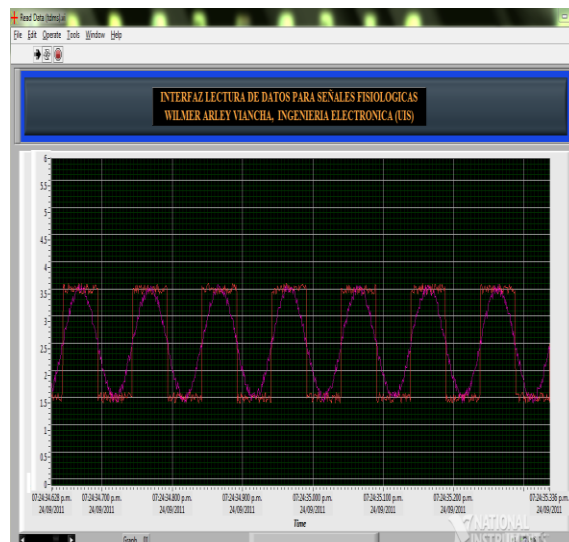 Read Data (tdms).vi
File Edit Operate Tools Window Help
INTERFAZ LECTURA DE DATOS PARA SEÑALES FISIOLOGICAS
WILMER ARLEY VIANCHA, INGENIERIA ELECTRONICA (UIS)
6
5.5
5
4.5
4
3.5
3
2.5
2
1.5
1
0.5
0
07:24:34.628 p.m. 07:24:34.700 p.m. 07:24:34.800 p.m. 07:24:34.900 p.m. 07:24:35.000 p.m. 07:24:35.100 p.m. 07:24:35.200 p.m. 07:24:35.336 p.m.
24/09/2011 24/09/2011 24/09/2011 24/09/2011 24/09/2011 24/09/2011 24/09/2011 24/09/2011
Time
NATIONAL
INSTRUMENTS
Graph